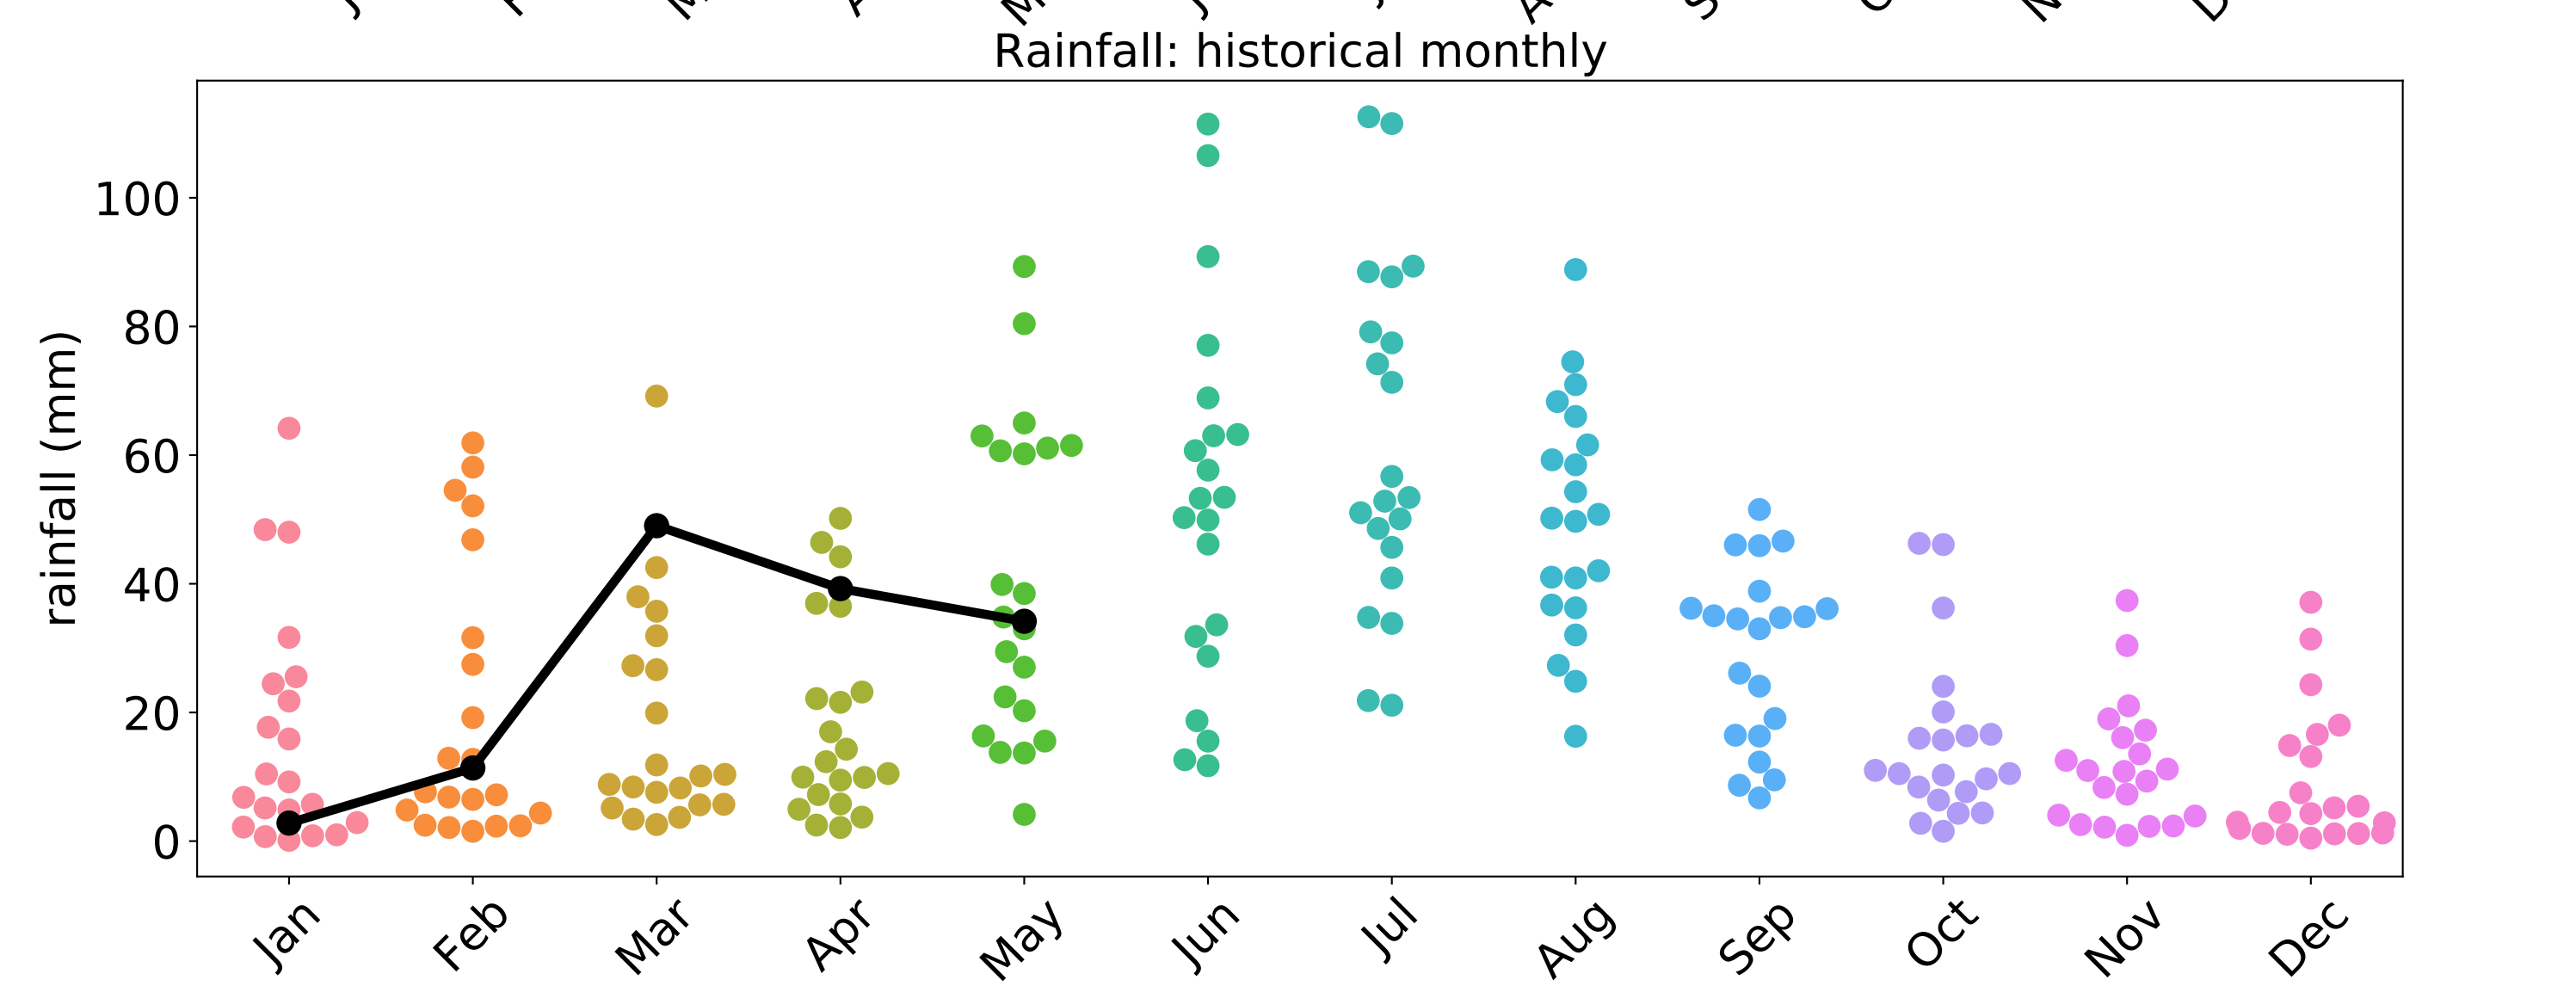 Rainfall: historical monthly
rainfall (mm)
100
80
60
40
20
0
Jan
Feb
Mar
Apr
May
Jun
Jul
Aug
Sep
Oct
Nov
Dec